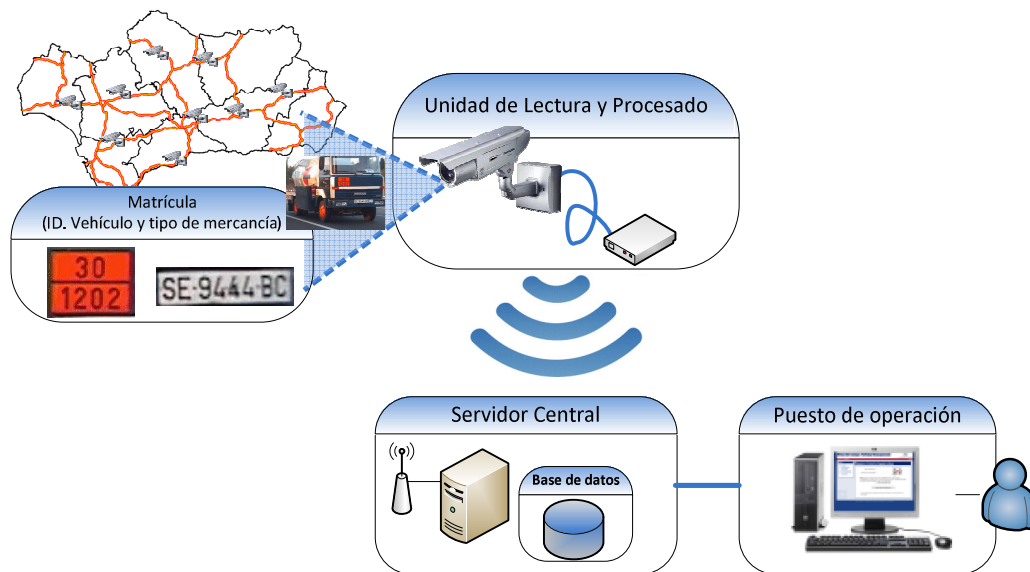 Unidad de Lectura y Procesado
Matrícula
(ID. Vehículo y tipo de mercancía)
30
1202
SE·9444·BC
Servidor Central
Base de datos
Puesto de operación